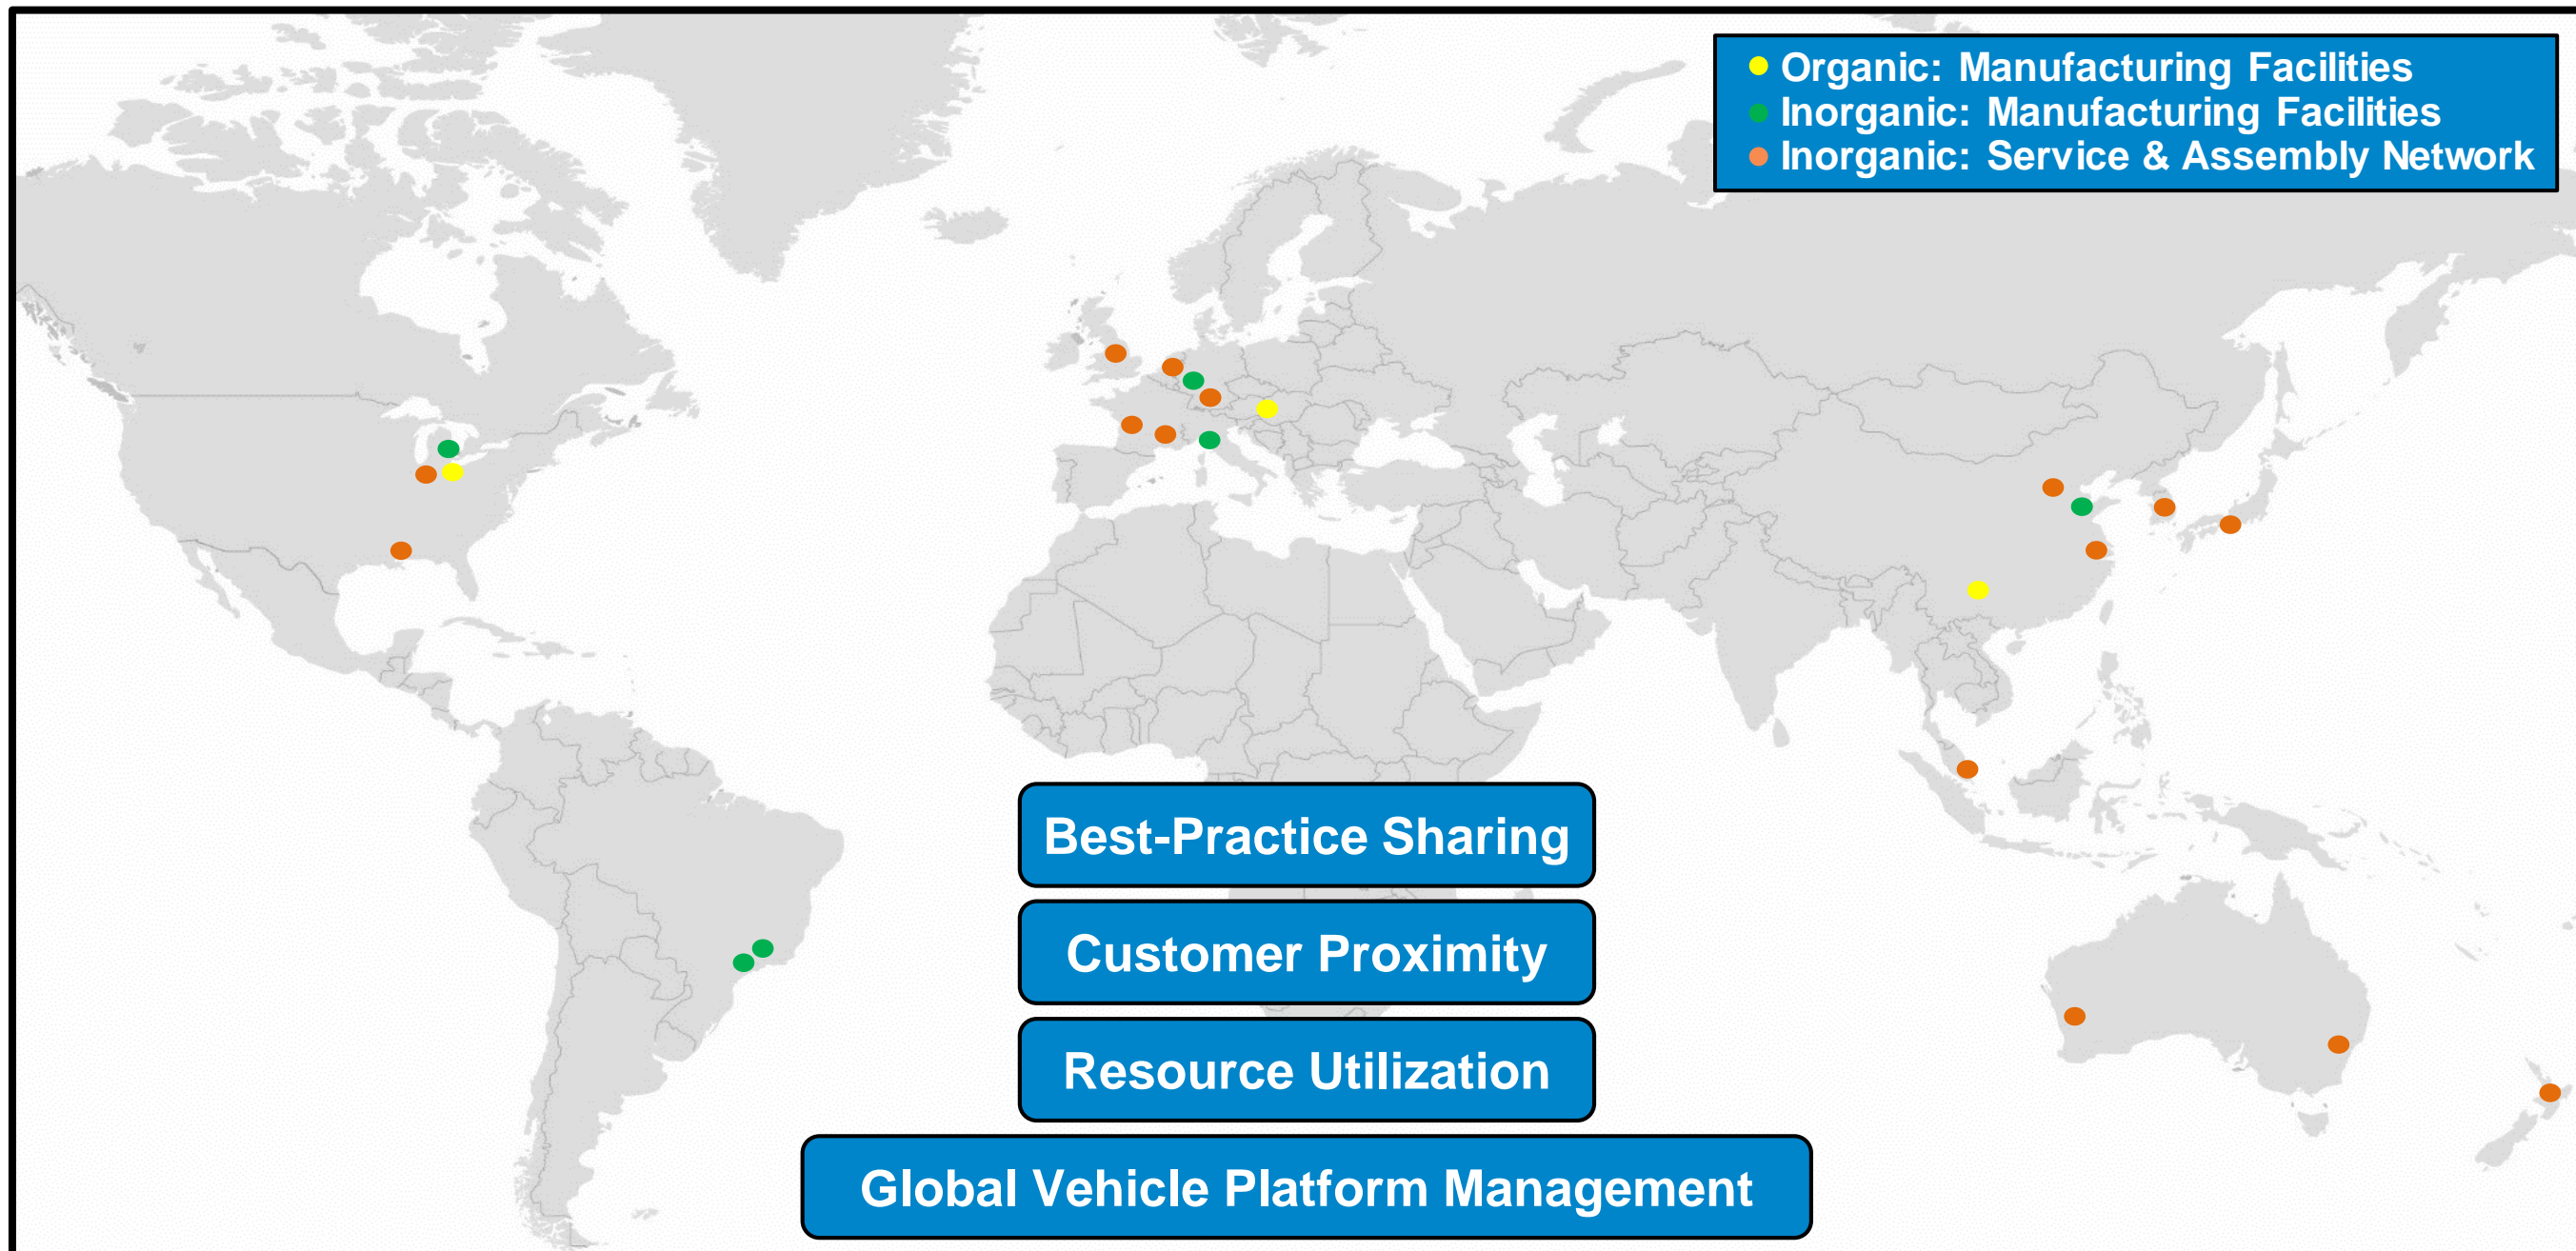 Organic: Manufacturing Facilities
Inorganic: Manufacturing Facilities
Inorganic: Service & Assembly Network
Best-Practice Sharing
Customer Proximity
Resource Utilization
Global Vehicle Platform Management